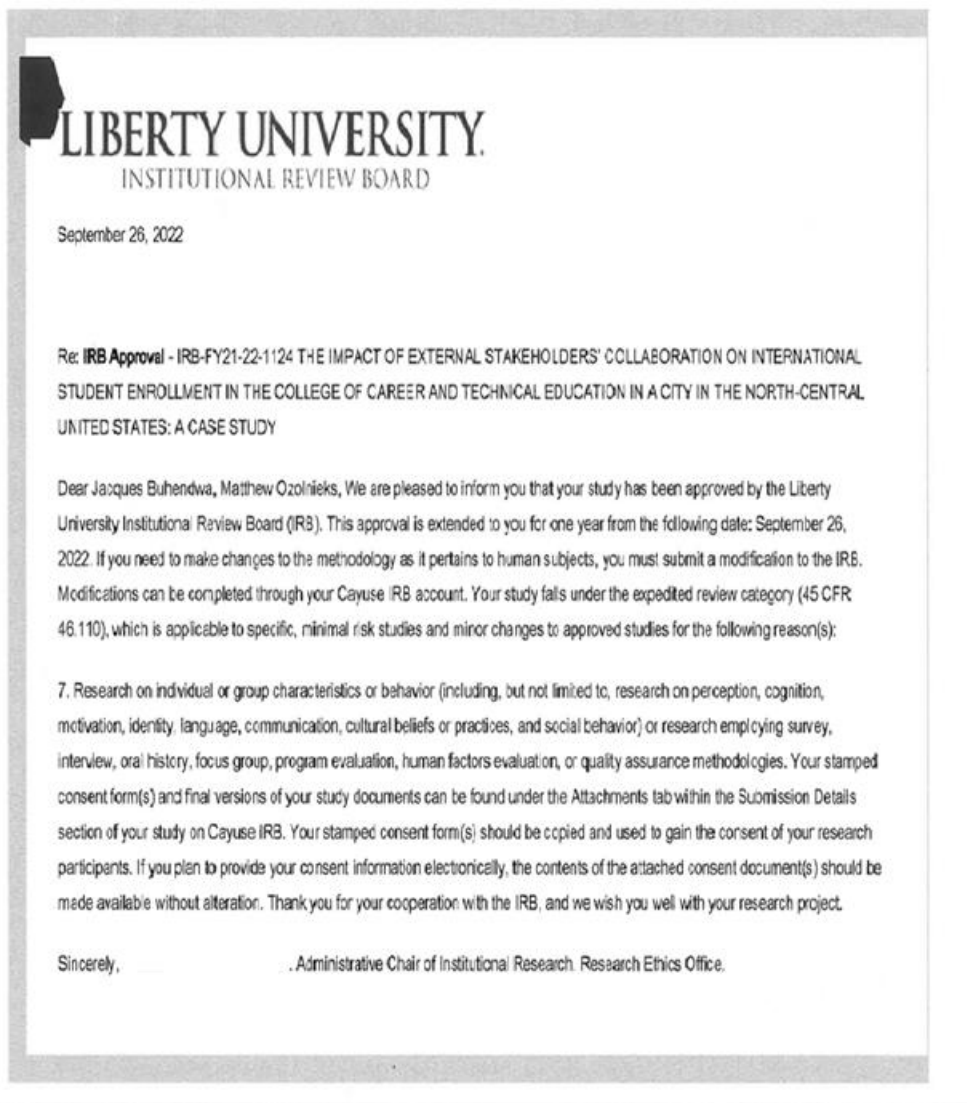 LIBERTY UNIVERSITY.
INSTITUTIONAL REVIEW BOARD
September 26, 2022
Re: IRB Approval - IRB-FY21-22-1124 THE IMPACT OF EXTERNAL STAKEHOLDERS' COLLABORATION ON INTERNATIONAL
STUDENT ENROLLMENT IN THE COLLEGE OF CAREER AND TECHNICAL EDUCATION IN A CITY IN THE NORTH-CENTRAL
UNITED STATES: A CASE STUDY
Dear Jacques Buhendwa, Matthew Ozolnieks, We are pleased to inform you that your study has been approved by the Liberty
University Institutional Review Board (IRB). This approval is extended to you for one year from the following date: September 26,
2022. If you need to make changes to the methodology as it pertains to human subjects, you must submit a modification to the IRB.
Modifications can be completed through your Cayuse IRB account. Your study falls under the expedited review category (45 CFR
46.110), which is applicable to specific, minimal risk studies and minor changes to approved studies for the following reason(s):
7. Research on individual or group characteristics or behavior (including, but not limited to, research on perception, cognition,
motivation, identity, language, communication, cultural beliefs or practices, and social behavior) or research employing survey,
interview, oral history, focus group, program evaluation, human factors evaluation, or quality assurance methodologies. Your stamped
consent form(s) and final versions of your study documents can be found under the Attachments tab within the Submission Details
section of your study on Cayuse IRB. Your stamped consent form(s) should be copied and used to gain the consent of your research
participants. If you plan to provide your consent information electronically, the contents of the attached consent document(s) should be
made available without alteration. Thank you for your cooperation with the IRB, and we wish you well with your research project.
Sincerely, . Administrative Chair of Institutional Research. Research Ethics Office.